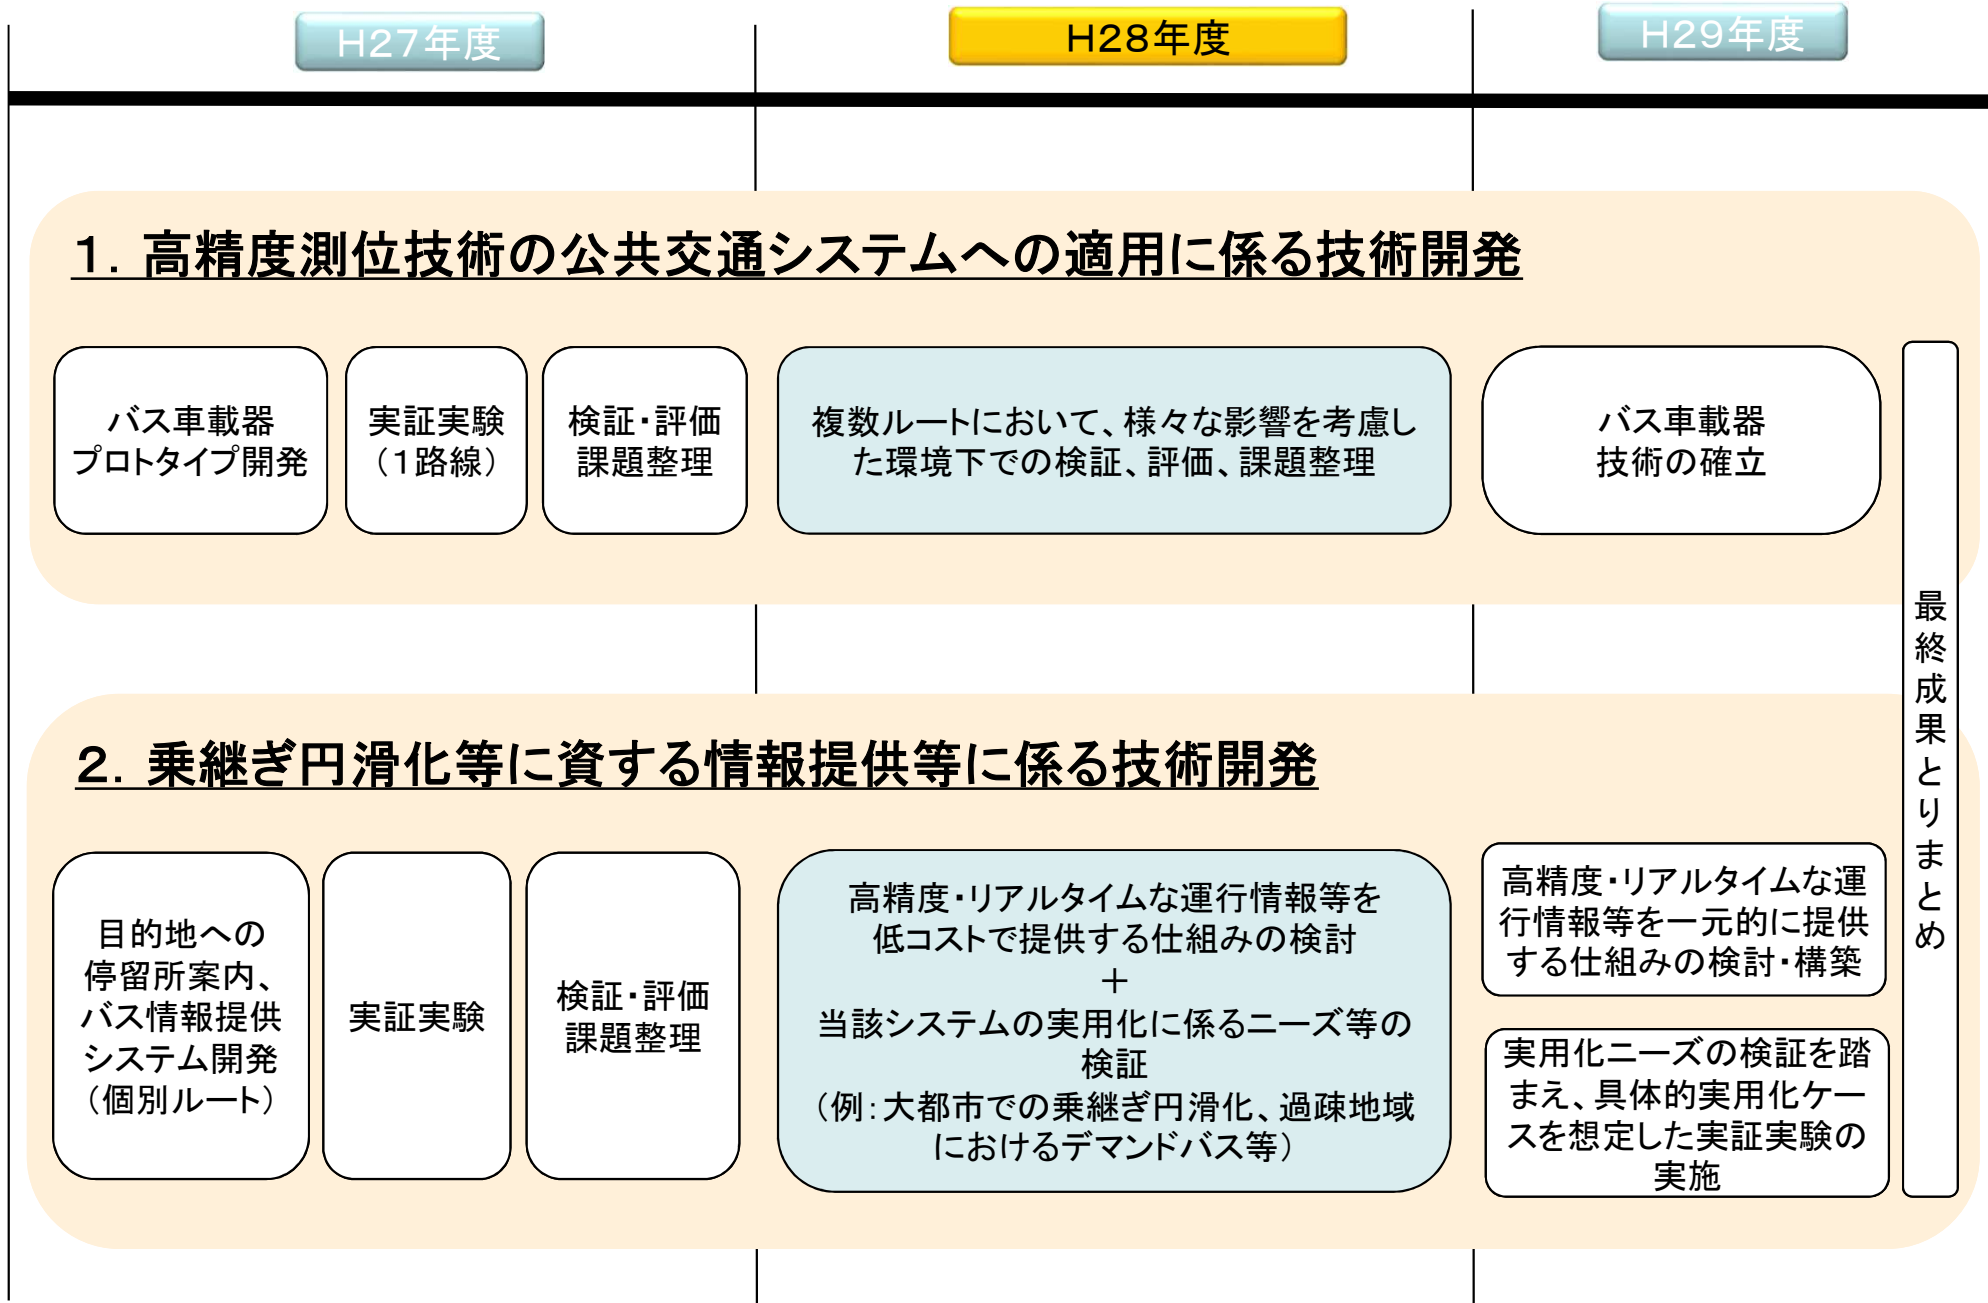 H27年度
H28年度
H29年度
1．高精度測位技術の公共交通システムへの適用に係る技術開発
バス車載器
プロトタイプ開発
実証実験
（1路線）
検証・評価
課題整理
複数ルートにおいて、様々な影響を考慮し
た環境下での検証、評価、課題整理
バス車載器
技術の確立
最終成果とりまとめ
2．乗継ぎ円滑化等に資する情報提供等に係る技術開発
目的地への
停留所案内、
バス情報提供
システム開発
（個別ルート）
実証実験
検証・評価
課題整理
高精度・リアルタイムな運行情報等を
低コストで提供する仕組みの検討
＋
当該システムの実用化に係るニーズ等の
検証
（例：大都市での乗継ぎ円滑化、過疎地域
におけるデマンドバス等）
高精度・リアルタイムな運
行情報等を一元的に提供
する仕組みの検討・構築
実用化ニーズの検証を踏
まえ、具体的実用化ケー
スを想定した実証実験の
実施